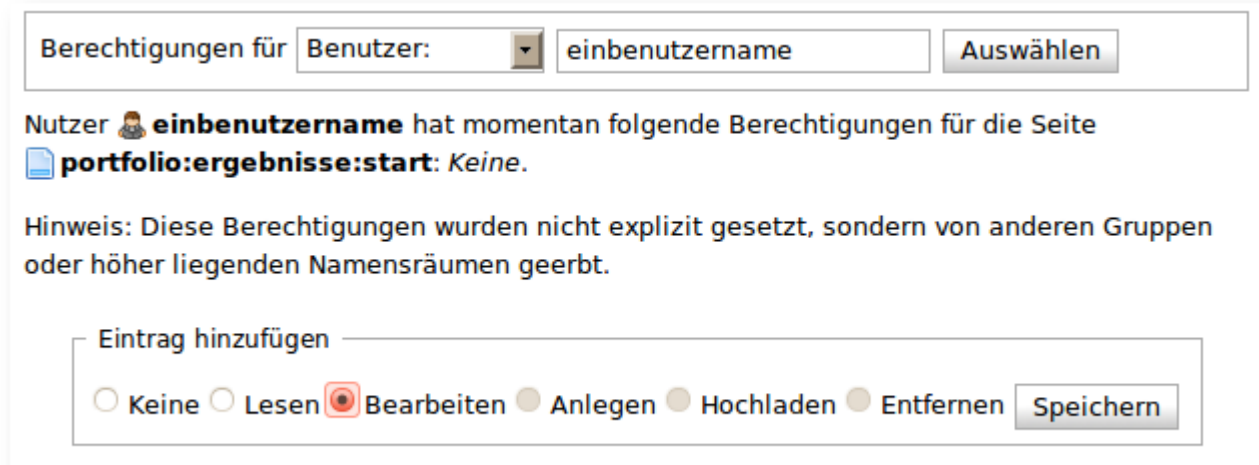 Berechtigungen für Benutzer: einbenutzername Auswählen
Nutzer einbenutzername hat momentan folgende Berechtigungen für die Seite
portfolio:ergebnisse:start: Keine.
Hinweis: Diese Berechtigungen wurden nicht explizit gesetzt, sondern von anderen Gruppen
oder höher liegenden Namensräumen geerbt.
Eintrag hinzufügen
Keine Lesen Bearbeiten Anlegen Hochladen Entfernen Speichern